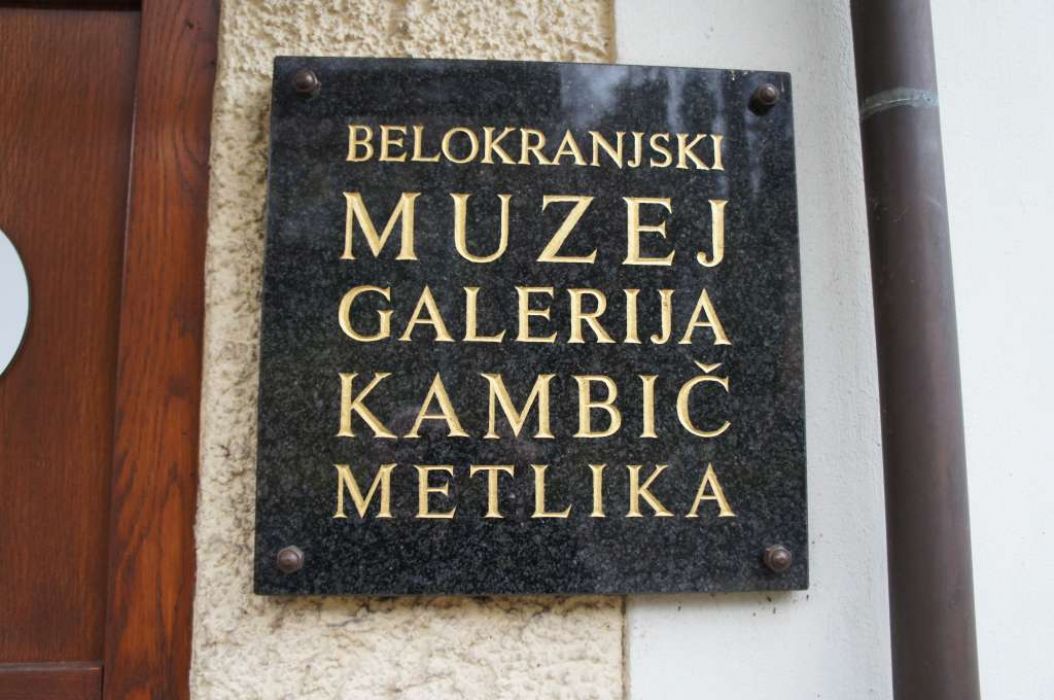 BELOKRANJSKI
MUZEJ
GALERIJA
KAMBIČ
METLIKA